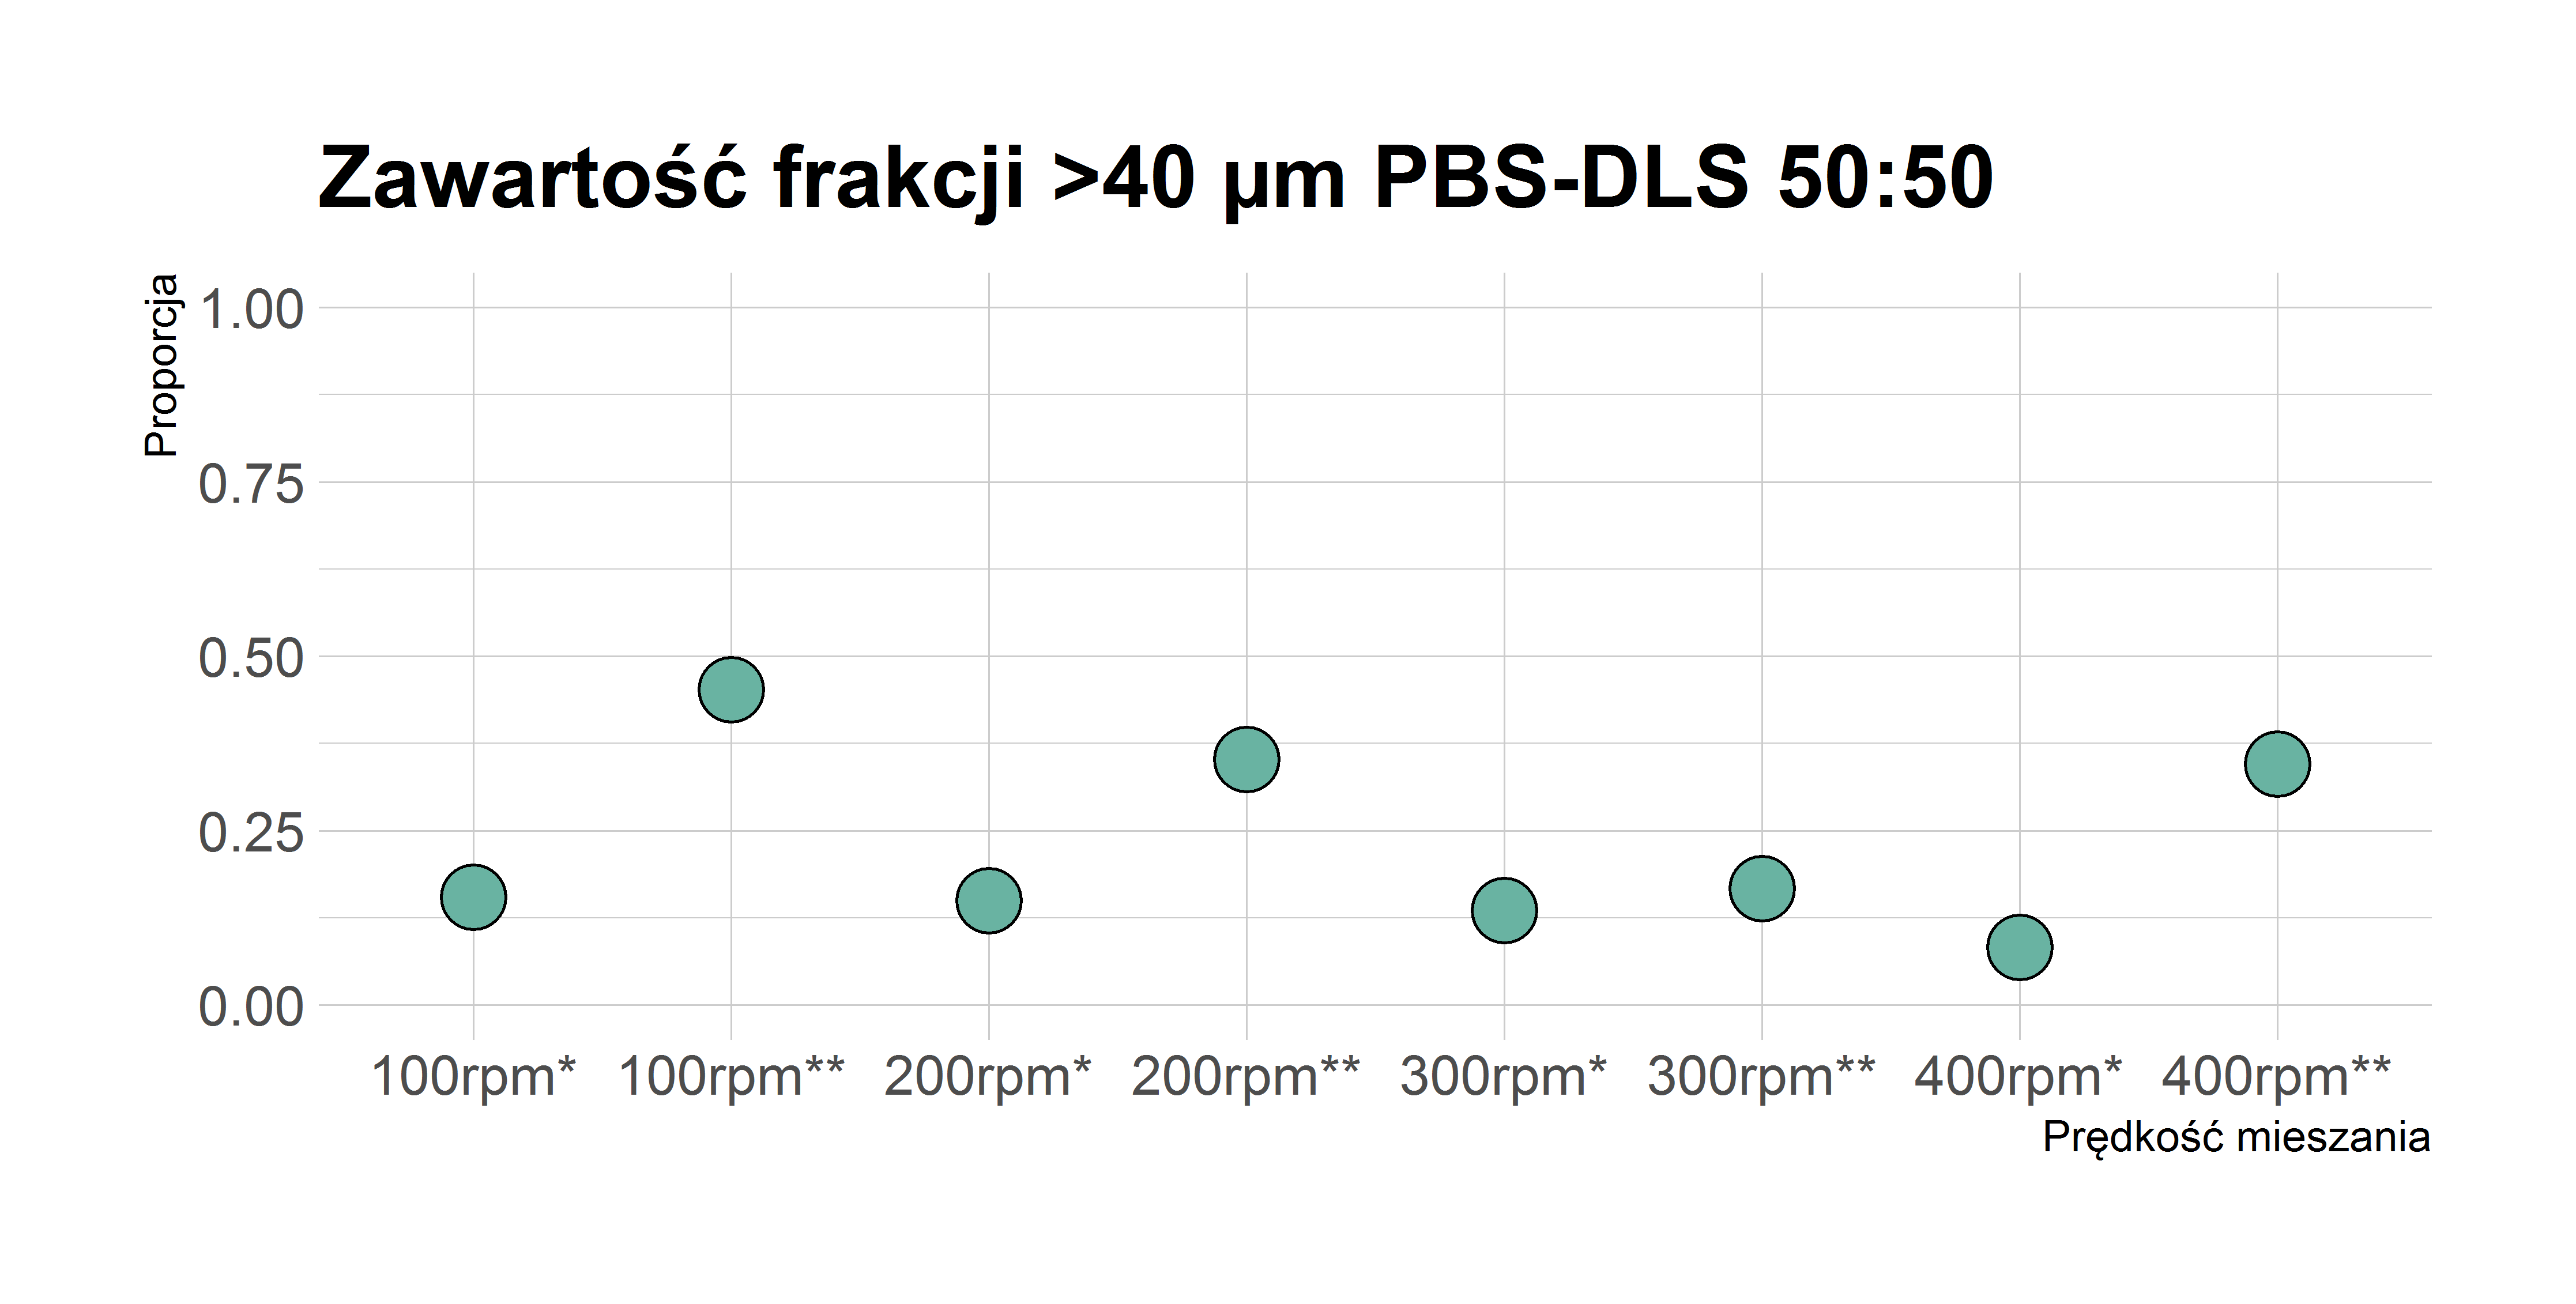 Zawartość frakcji >40 µm PBS-DLS 50:50
Proporcja
1.00
0.75
0.50
0.25
0.00
100rpm* 100rpm** 200rpm* 200rpm** 300rpm* 300rpm** 400rpm* 400rpm**
Prędkość mieszania